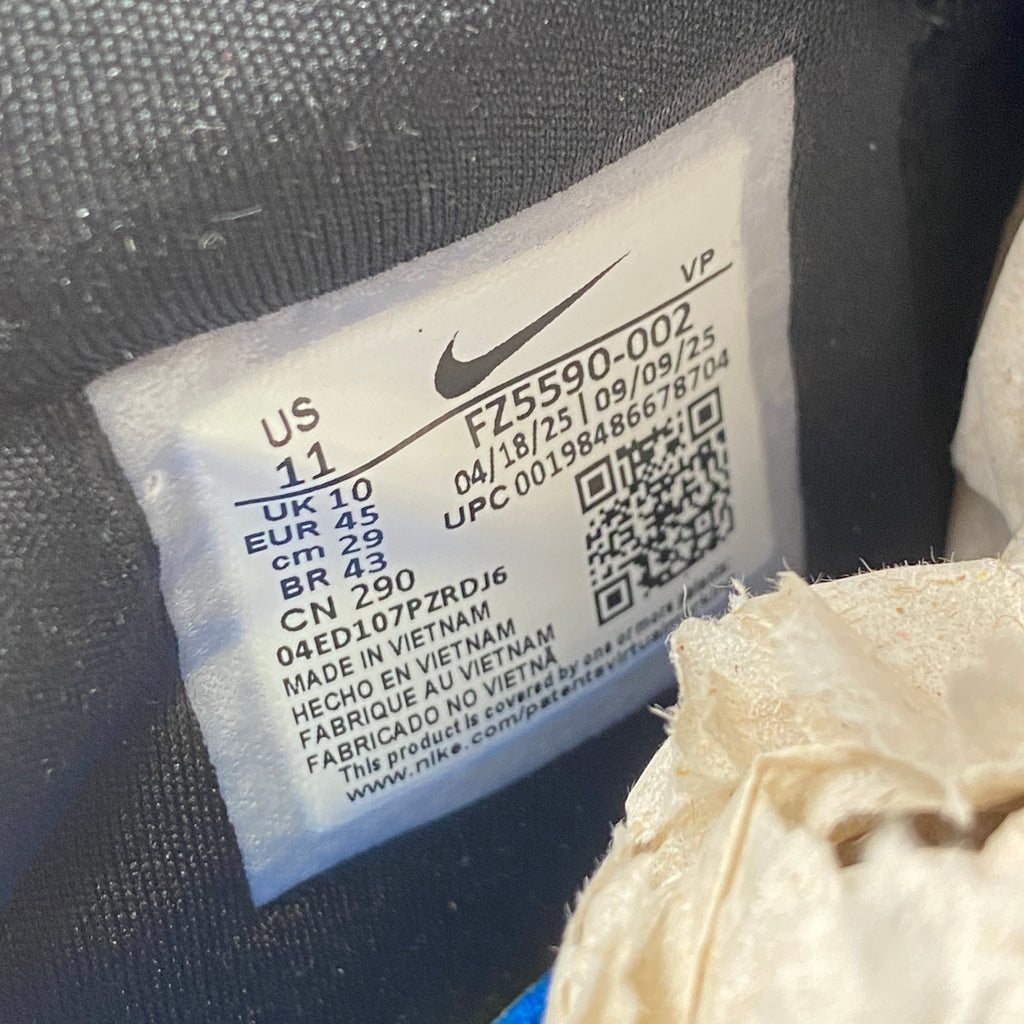 VP
US
11
UK 10
EUR 45
cm 29
BR 43
CN 290
FZ5590-002
04/18/25 | 09/09/25
UPC 00198486678704
04ED107PZRDJ6
MADE IN VIETNAM
HECHO EN VIETNAM
FABRIQUE AU VIETNAM
FABRICADO NO VIETNÃ
This product is covered by one or more patents.
www.nike.com/patents